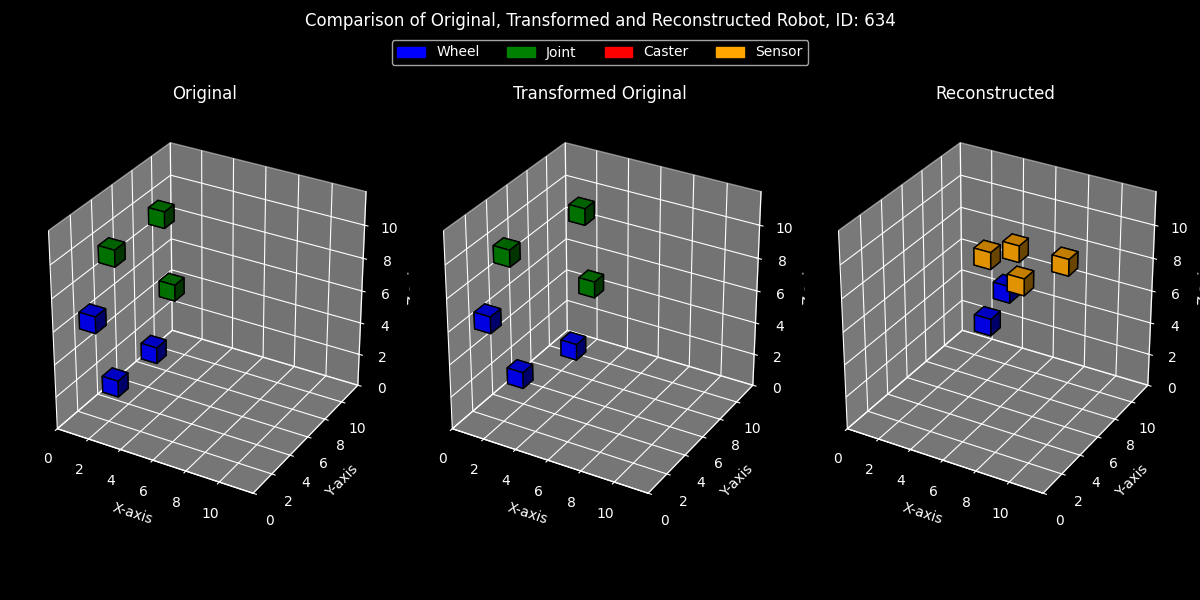 Comparison of Original, Transformed and Reconstructed Robot, ID: 634
Wheel Joint Caster Sensor
Original Transformed Original Reconstructed
0 2 4 6 8 10
X-axis
0 2 4 6 8 10
Y-axis
0 2 4 6 8 10
0 2 4 6 8 10
X-axis
0 2 4 6 8 10
Y-axis
0 2 4 6 8 10
0 2 4 6 8 10
X-axis
0 2 4 6 8 10
Y-axis
0 2 4 6 8 10